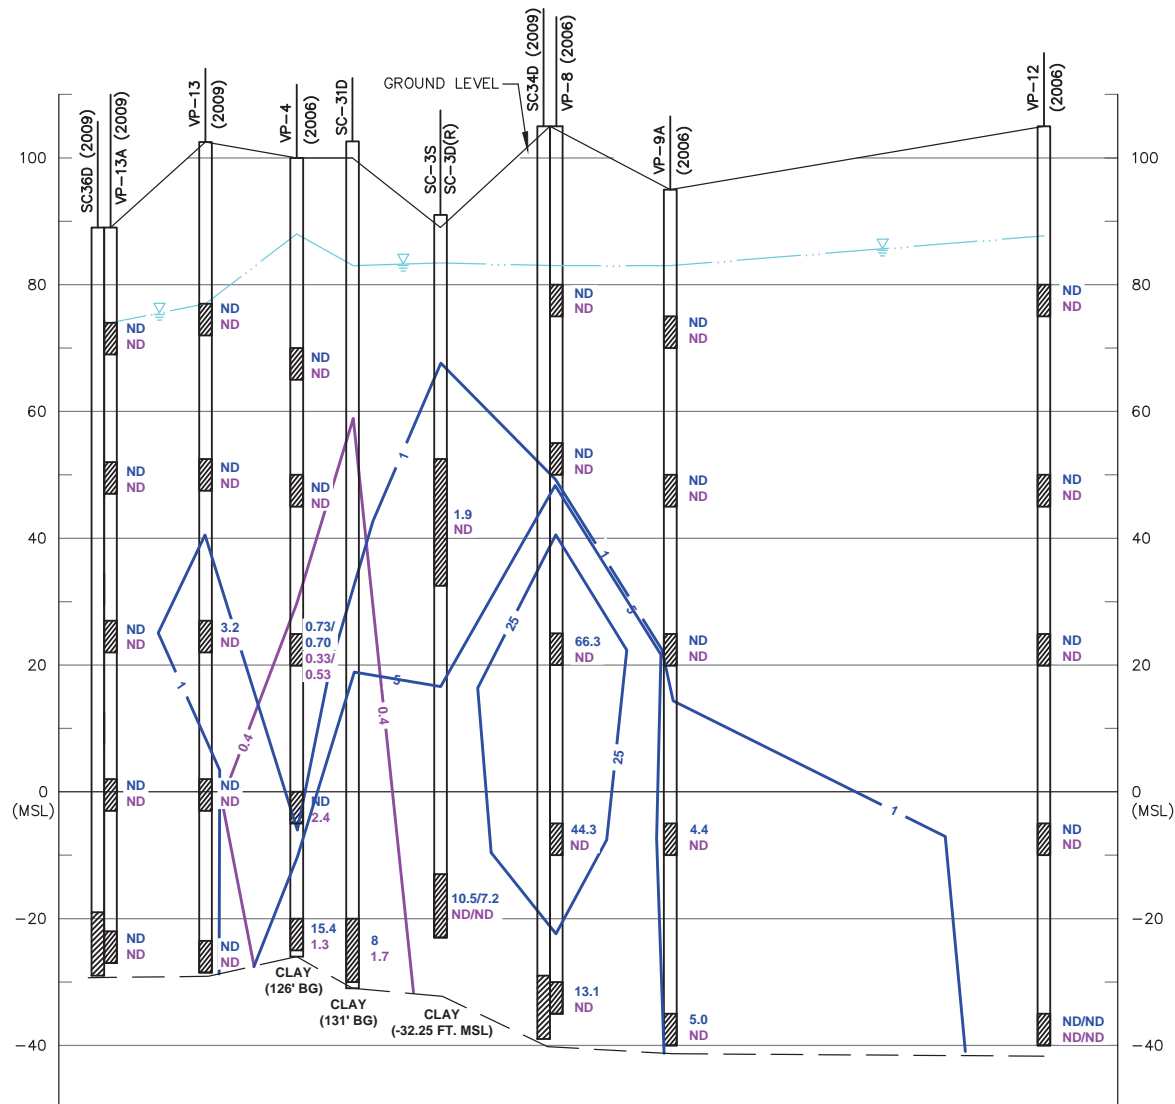 SC36D (2009)
VP-13A (2009)
VP-13
(2009)
VP-4
(2006)
SC-31D
SC-3S
SC-3D(R)
GROUND LEVEL
SC34D (2009)
VP-8 (2006)
VP-9A
(2006)
VP-12
(2006)
100
80
60
40
20
0
(MSL)
-20
-40
100
80
60
40
20
0
(MSL)
-20
-40
ND
ND
ND
ND
ND
ND
ND
ND
ND
ND
ND
ND
ND
ND
3.2
ND
ND
ND
ND
ND
ND
ND
ND
ND
0.73/
0.70
0.33/
0.53
ND
2.4
15.4
1.3
8
1.7
1.9
ND
10.5/7.2
ND/ND
ND
ND
ND
ND
66.3
ND
44.3
ND
13.1
ND
ND
ND
ND
ND
ND
ND
4.4
ND
5.0
ND
ND
ND
ND
ND
ND
ND
ND
ND
ND/ND
ND/ND
1
0.4
1
0.4
5
25
25
1
5
1
CLAY
(126' BG)
CLAY
(131' BG)
CLAY
(-32.25 FT. MSL)